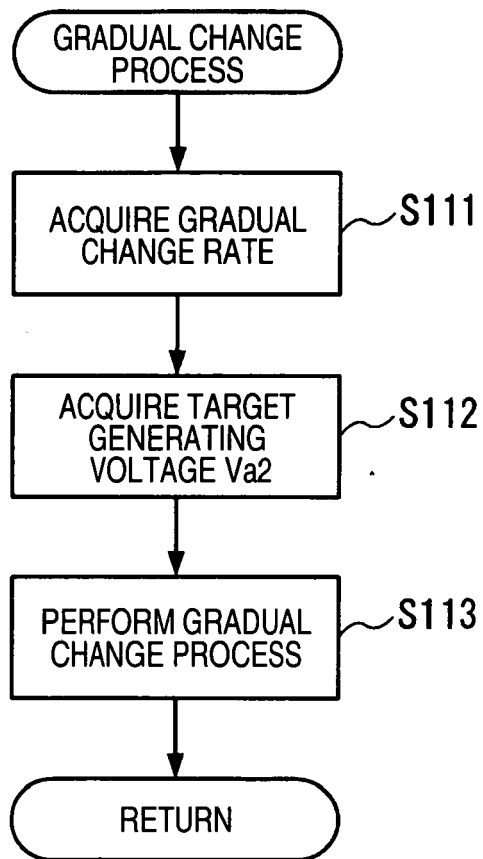 GRADUAL CHANGE
PROCESS
ACQUIRE GRADUAL
CHANGE RATE
S111
ACQUIRE TARGET
GENERATING
VOLTAGE Va2
S112
PERFORM GRADUAL
CHANGE PROCESS
S113
RETURN